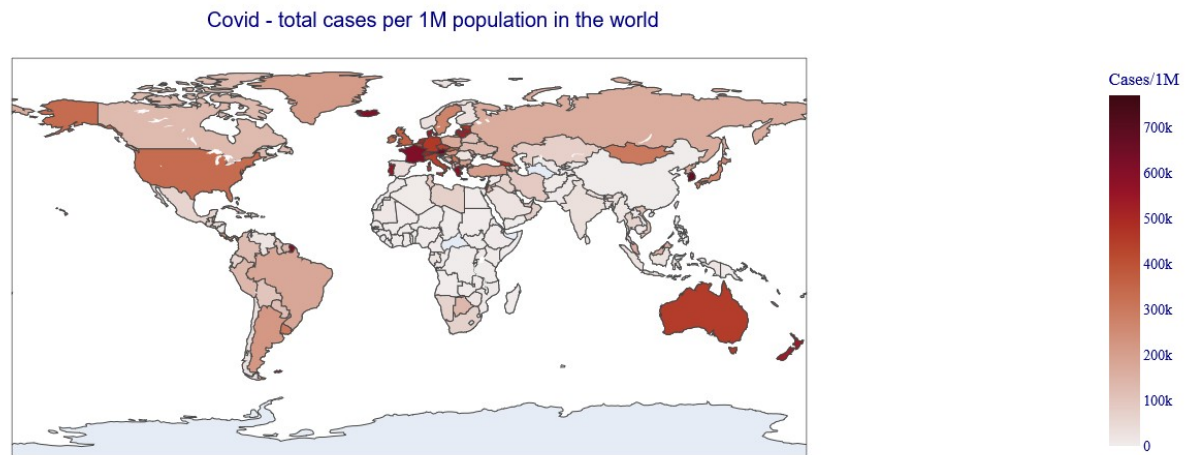 Covid - total cases per 1M population in the world
Cases/1M
700k
600k
500k
400k
300k
200k
100k
0